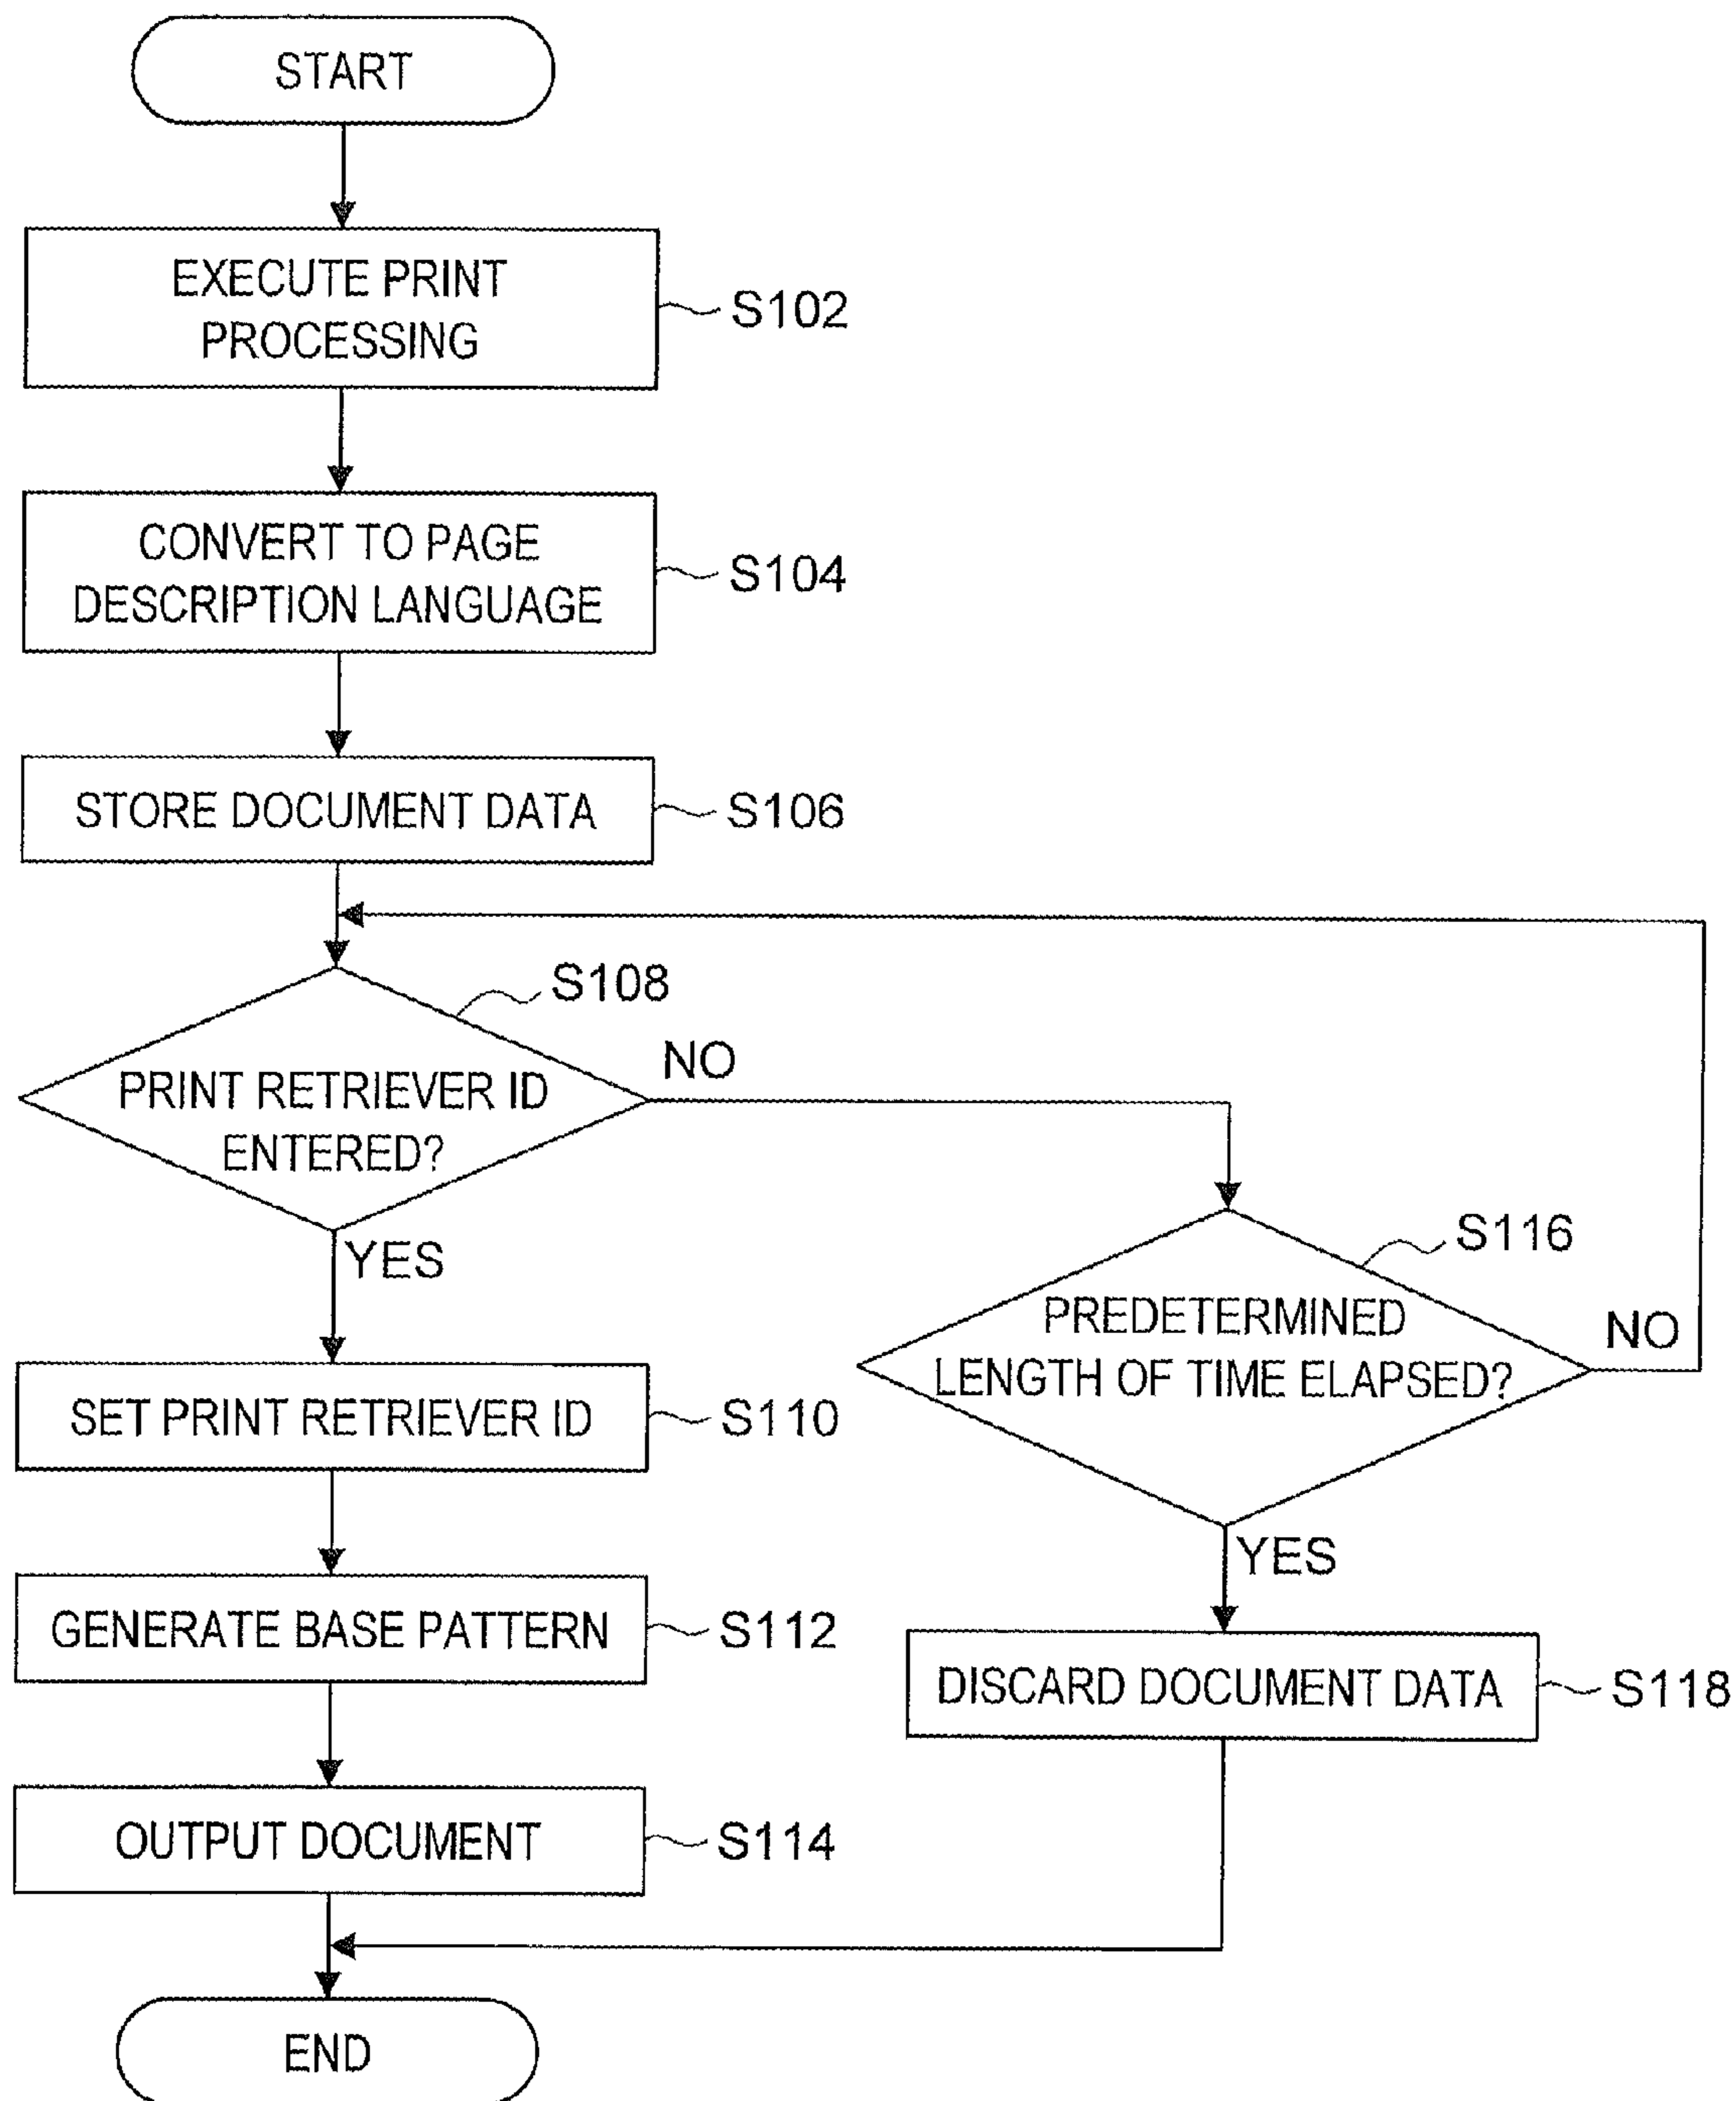 START
EXECUTE PRINT
PROCESSING
S102
CONVERT TO PAGE
DESCRIPTION LANGUAGE
S104
STORE DOCUMENT DATA
S106
S108
PRINT RETRIEVER ID
ENTERED?
NO
YES
S116
PREDETERMINED
LENGTH OF TIME ELAPSED?
NO
YES
SET PRINT RETRIEVER ID
S110
GENERATE BASE PATTERN
S112
DISCARD DOCUMENT DATA
S118
OUTPUT DOCUMENT
S114
END